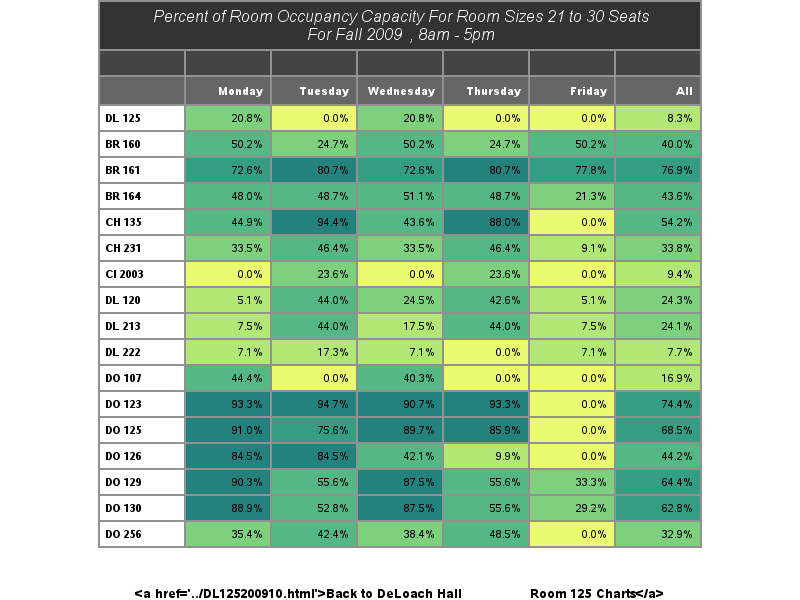 Percent of Room Occupancy Capacity For Room Sizes 21 to 30 Seats
For Fall 2009 , 8am - 5pm
Monday Tuesday Wednesday Thursday Friday All
DL 125 20.8% 0.0% 20.8% 0.0% 0.0% 8.3%
BR 160 50.2% 24.7% 50.2% 24.7% 50.2% 40.0%
BR 161 72.6% 80.7% 72.6% 80.7% 77.8% 76.9%
BR 164 48.0% 48.7% 51.1% 48.7% 21.3% 43.6%
CH 135 44.9% 94.4% 43.6% 88.0% 0.0% 54.2%
CH 231 33.5% 46.4% 33.5% 46.4% 9.1% 33.8%
CI 2003 0.0% 23.6% 0.0% 23.6% 0.0% 9.4%
DL 120 5.1% 44.0% 24.5% 42.6% 5.1% 24.3%
DL 213 7.5% 44.0% 17.5% 44.0% 7.5% 24.1%
DL 222 7.1% 17.3% 7.1% 0.0% 7.1% 7.7%
DO 107 44.4% 0.0% 40.3% 0.0% 0.0% 16.9%
DO 123 93.3% 94.7% 90.7% 93.3% 0.0% 74.4%
DO 125 91.0% 75.6% 89.7% 85.9% 0.0% 68.5%
DO 126 84.5% 84.5% 42.1% 9.9% 0.0% 44.2%
DO 129 90.3% 55.6% 87.5% 55.6% 33.3% 64.4%
DO 130 88.9% 52.8% 87.5% 55.6% 29.2% 62.8%
DO 256 35.4% 42.4% 38.4% 48.5% 0.0% 32.9%
<a href='../DL125200910.html'>Back to DeLoach Hall Room 125 Charts</a>